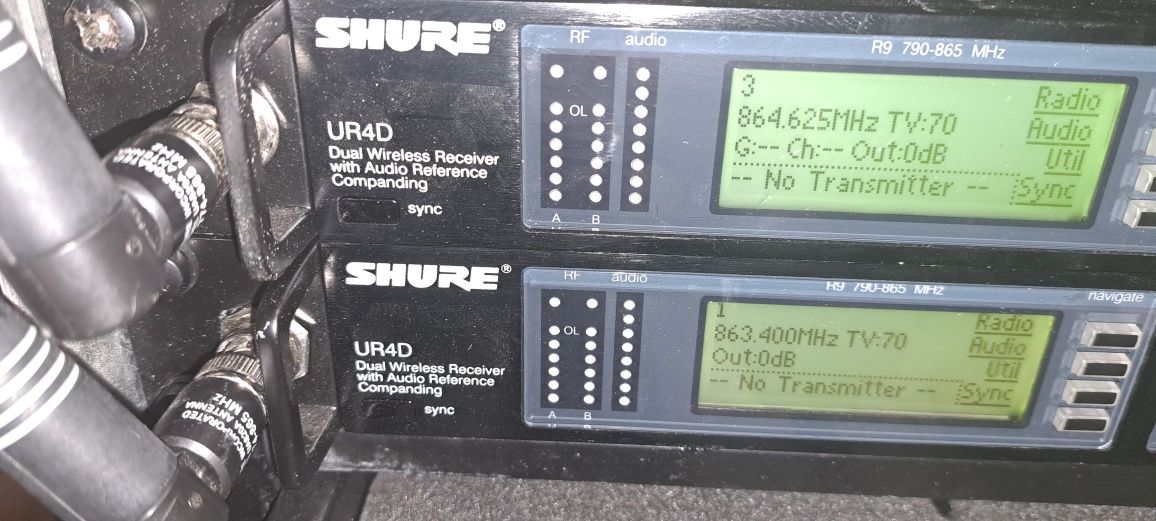 SHURE®
RF audio
R9 790-865 MHz
UR4D
Dual Wireless Receiver
with Audio Reference
Companding
sync
OL
A B
3
864.625MHz TV:70
G:-- Ch:-- Out:0dB
-- No Transmitter --
Radio
Audio
Util
Sync
SHURE®
RF audio
R9 790-865 MHz
navigate
UR4D
Dual Wireless Receiver
with Audio Reference
Companding
sync
OL
A B
1
863.400MHz TV:70
Out:0dB
-- No Transmitter --
Radio
Audio
Util
Sync